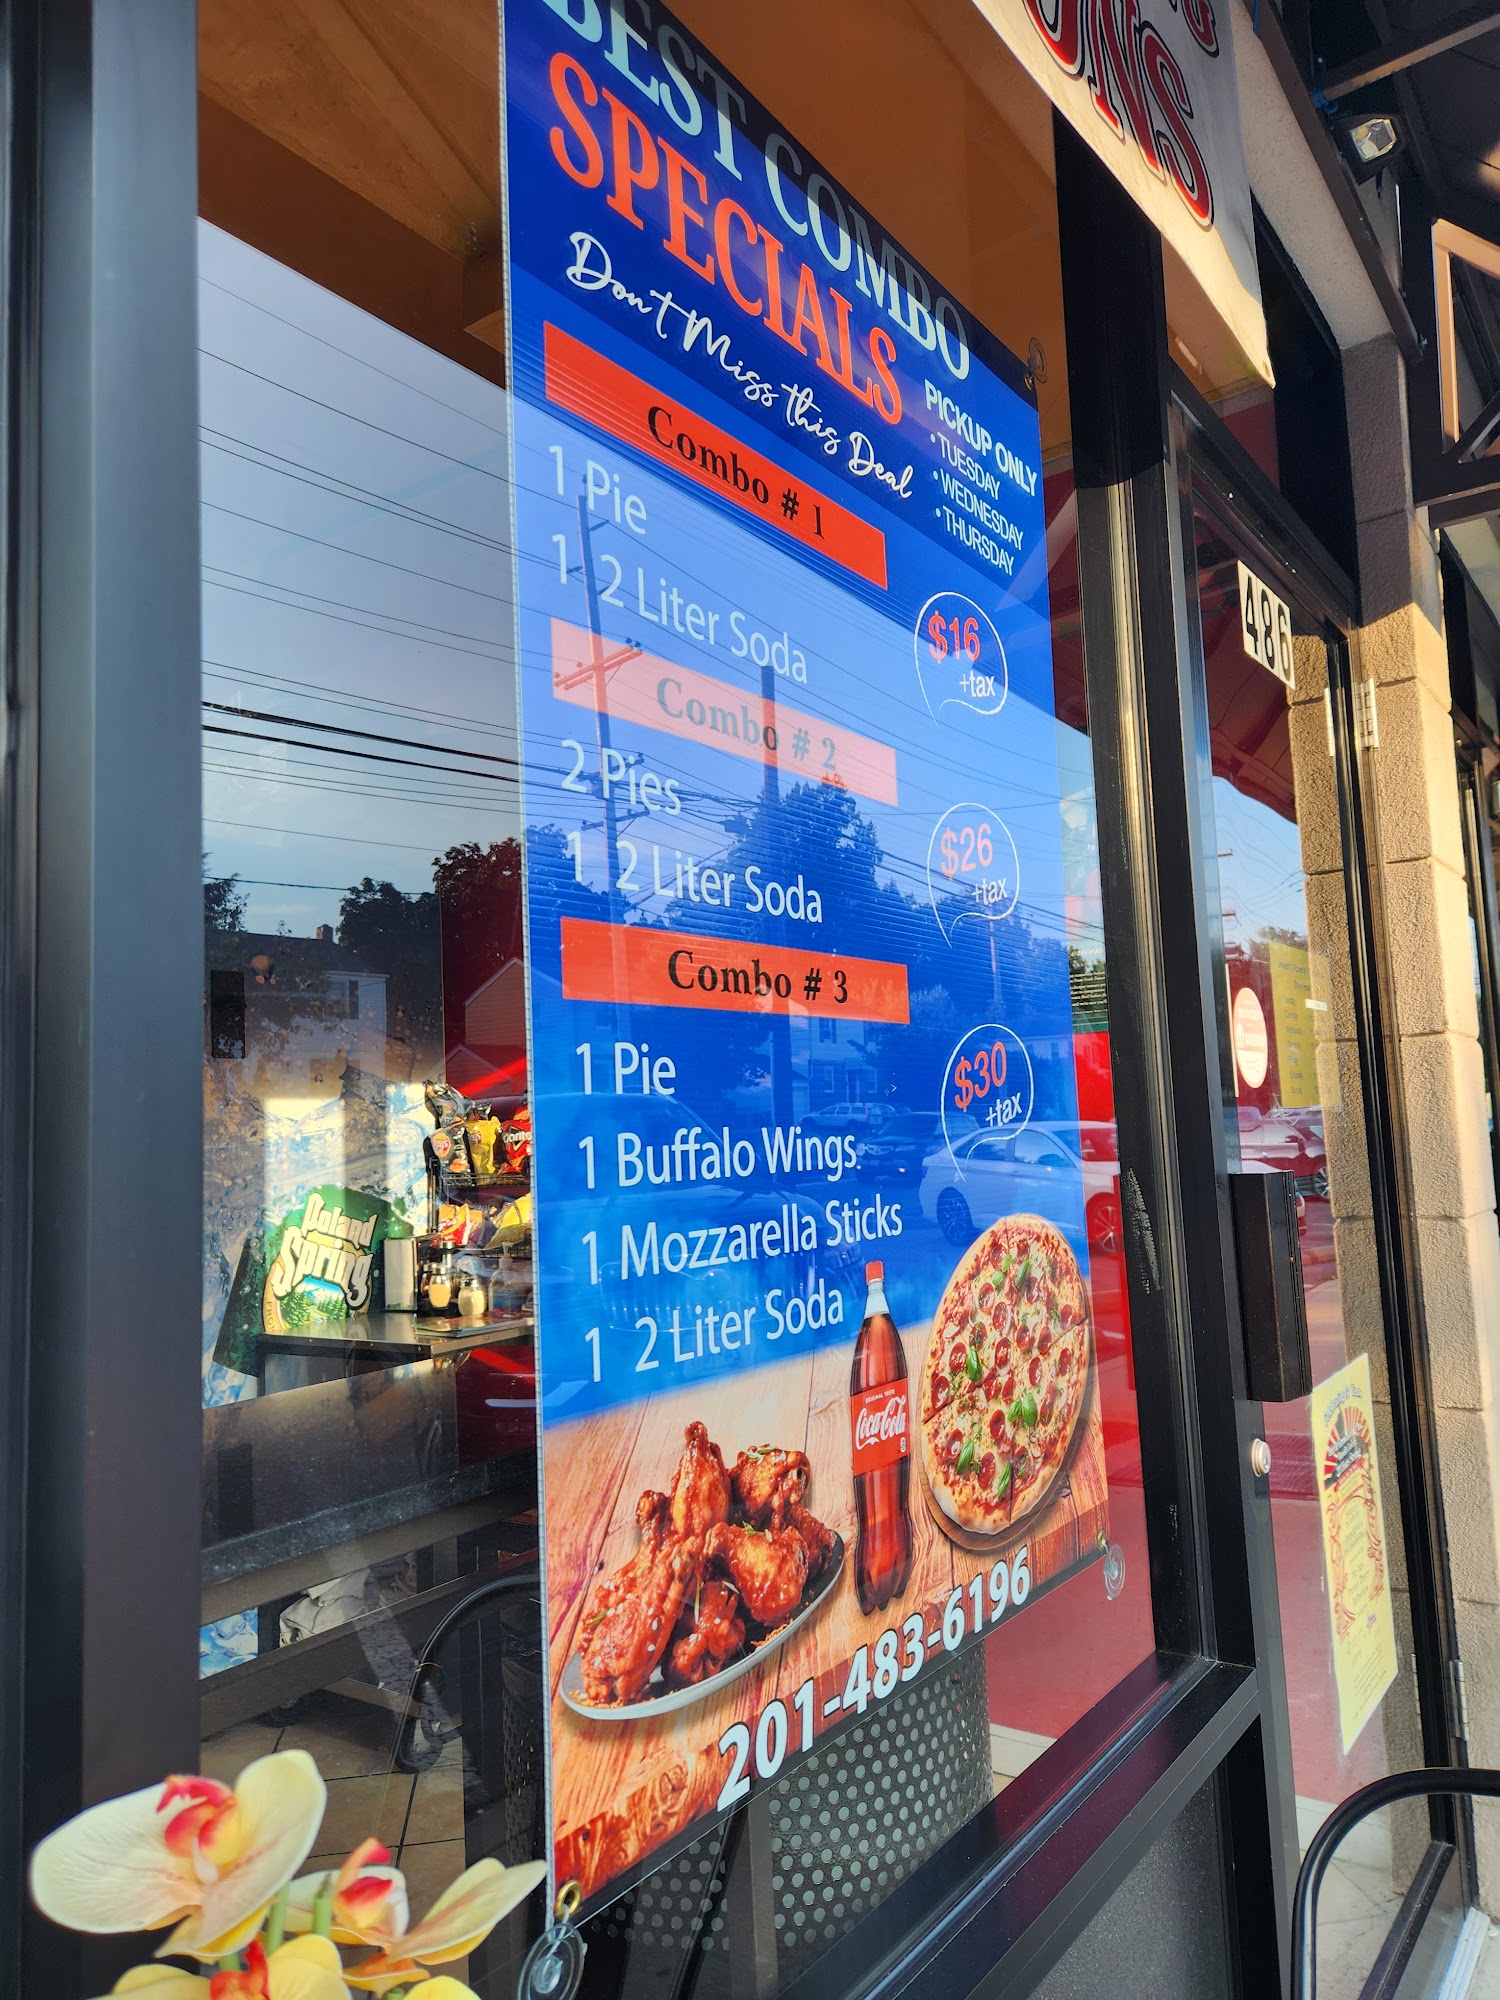 BEST COMBO
SPECIALS
Don't Miss this Deal
PICKUP ONLY
• TUESDAY
• WEDNESDAY
• THURSDAY
Combo # 1
1 Pie
1 2 Liter Soda
$16
+tax
Combo # 2
2 Pies
1 2 Liter Soda
$26
+tax
Combo # 3
1 Pie
1 Buffalo Wings
1 Mozzarella Sticks
1 2 Liter Soda
$30
+tax
Coca-Cola
201-483-6196
486
Poland
Spring